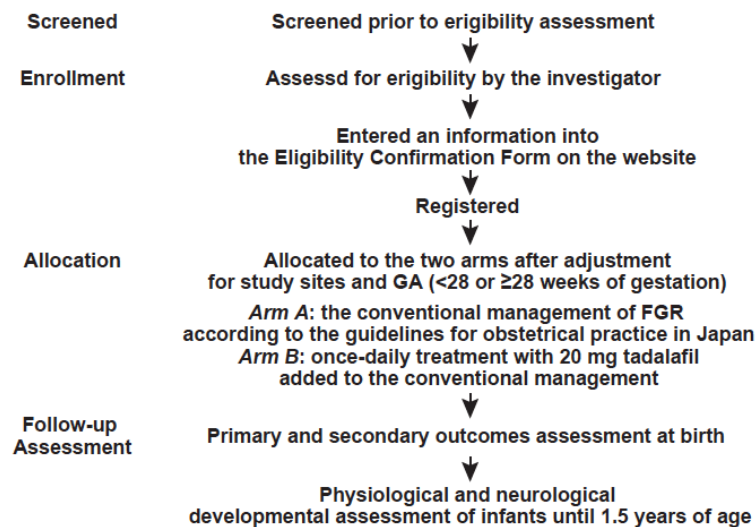 Screened
Screened prior to erigibility assessment
Enrollment
Assessd for erigibility by the investigator
Entered an information into
the Eligibility Confirmation Form on the website
Registered
Allocation
Allocated to the two arms after adjustment
for study sites and GA (<28 or ≥28 weeks of gestation)
Arm A: the conventional management of FGR
according to the guidelines for obstetrical practice in Japan
Arm B: once-daily treatment with 20 mg tadalafil
added to the conventional management
Follow-up
Assessment
Primary and secondary outcomes assessment at birth
Physiological and neurological
developmental assessment of infants until 1.5 years of age